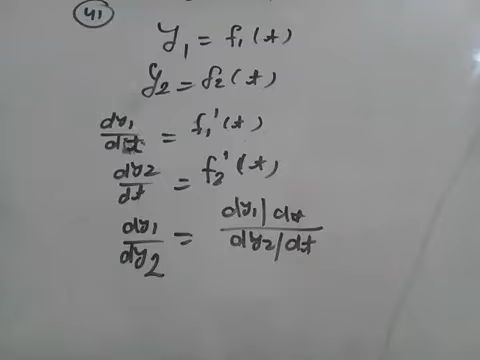 41
y₁ = f₁(t)
y₂ = f₂(t)
dy₁/dt = f₁'(t)
dy₂/dt = f₂'(t)
dy₁/dy₂ = (dy₁/dt)/(dy₂/dt)